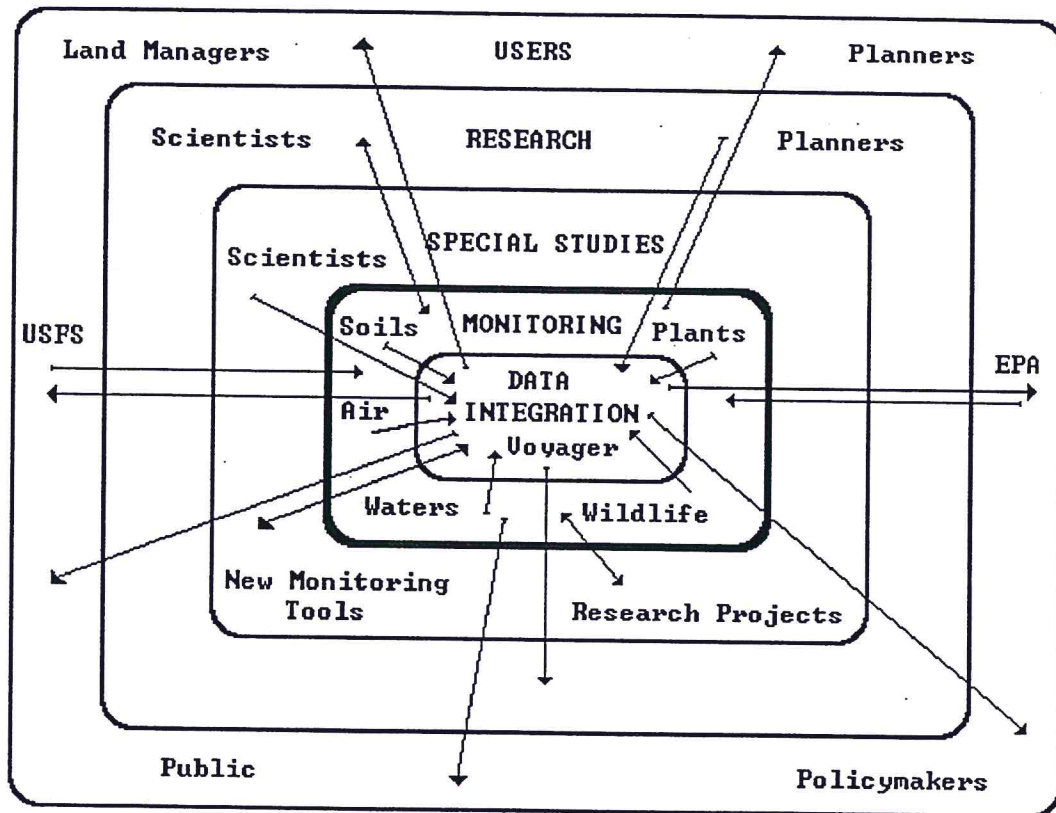 Land Managers USERS Planners
Scientists RESEARCH Planners
SPECIAL STUDIES
Scientists
Soils MONITORING Plants
USFS
EPA
DATA
Air INTEGRATION
Voyager
Waters Wildlife
New Monitoring
Tools
Research Projects
Public
Policymakers